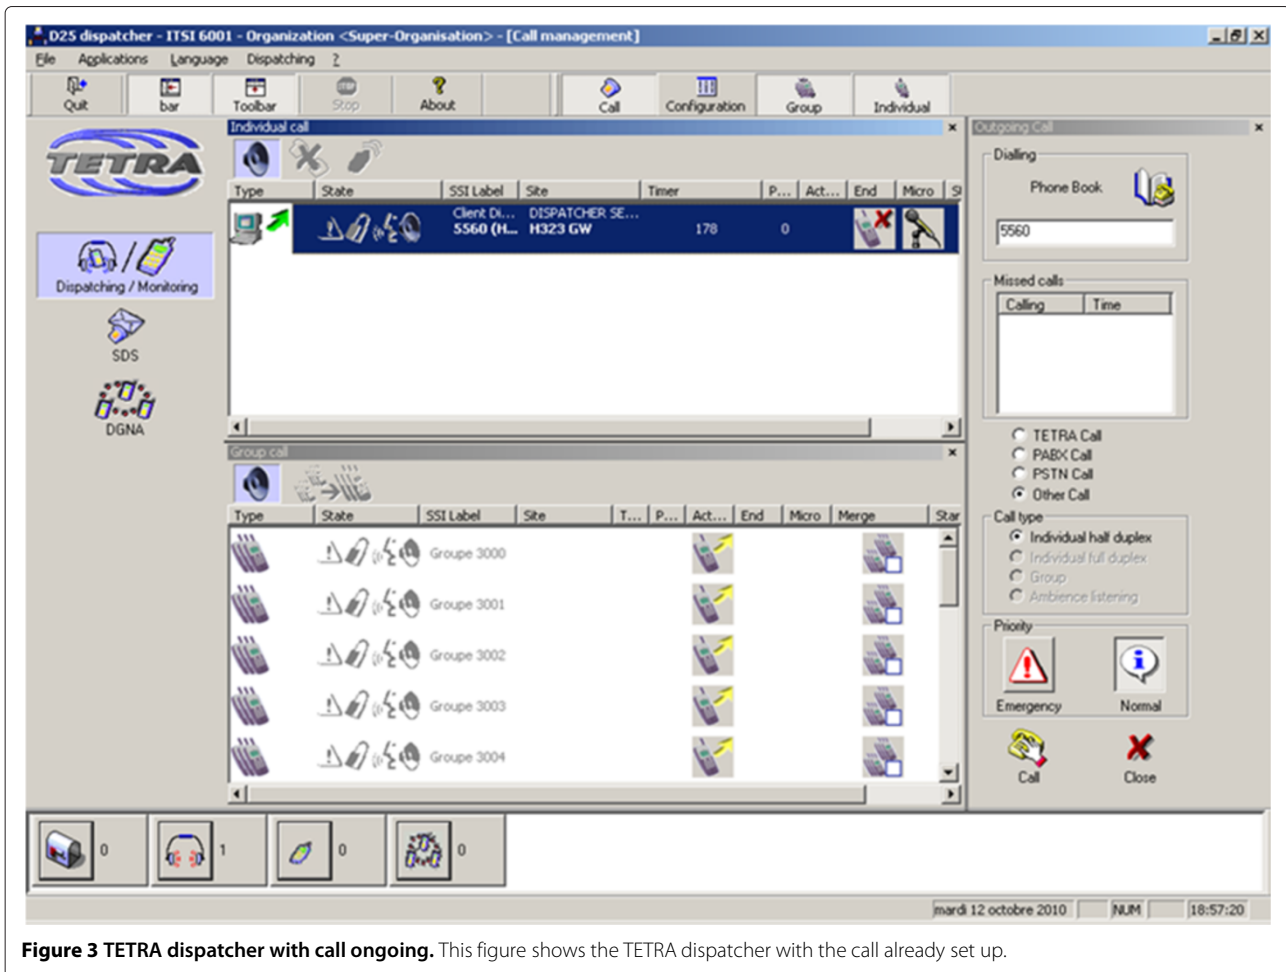 D25 dispatcher - ITSI 6001 - Organization <Super-Organisation> - [Call management]
File Applications Language Dispatching ?
Quit bar Toolbar Stop About Call Configuration Group Individual
TETRA
Dispatching / Monitoring
SDS
DGNA
Individual call
Type State SSI Label Site Timer P... Act... End Micro
Client Di... DISPATCHER SE...
5560 (H... H323 GW 178 0
Group call
Type State SSI Label Site T... P... Act... End Micro Merge Star
Groupe 3000
Groupe 3001
Groupe 3002
Groupe 3003
Groupe 3004
Outgoing Call
Dialling
Phone Book
5560
Missed calls
Calling Time
TETRA Call
PABX Call
PSTN Call
Other Call
Call type
Individual half duplex
Individual full duplex
Group
Ambience listening
Priority
Emergency Normal
Call Close
0 1 0 0
mardi 12 octobre 2010 NUM 18:57:20
Figure 3 TETRA dispatcher with call ongoing. This figure shows the TETRA dispatcher with the call already set up.